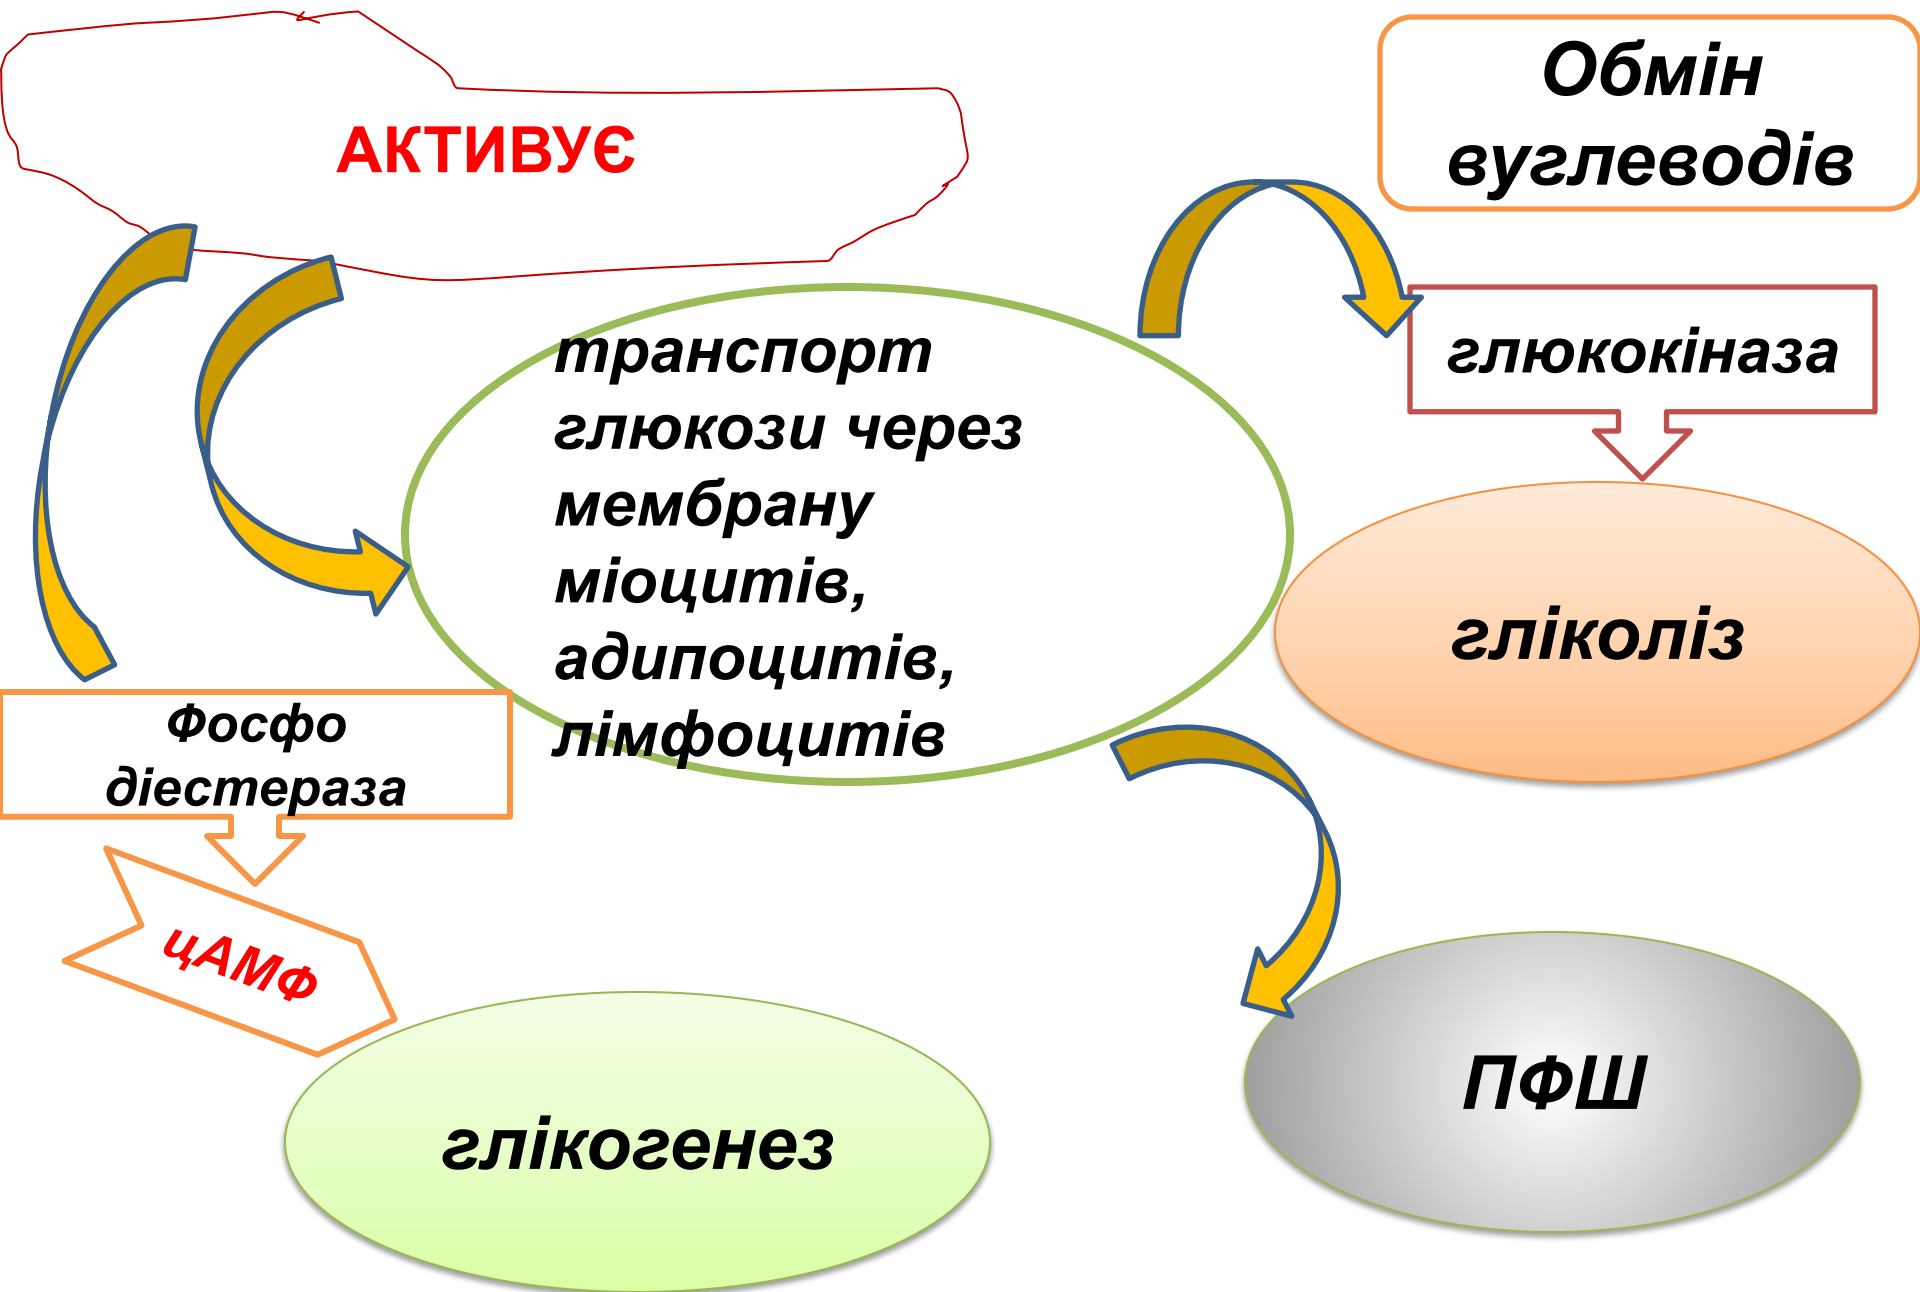 АКТИВУЄ
Обмін
вуглеводів
транспорт
глюкози через
мембрану
міоцитів,
адипоцитів,
лімфоцитів
глюкокіназа
гліколіз
Фосфо
діестераза
цАМФ
глікогенез
ПФШ